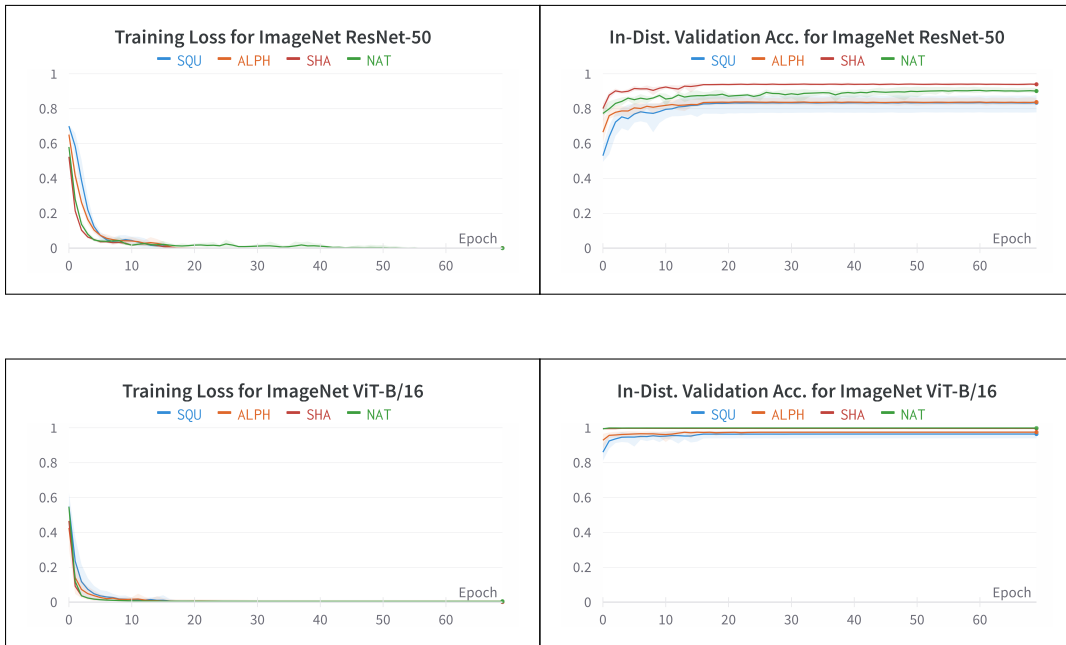 Training Loss for ImageNet ResNet-50
SQU ALPH SHA NAT
1
0.8
0.6
0.4
0.2
0
Epoch
0 10 20 30 40 50 60
In-Dist. Validation Acc. for ImageNet ResNet-50
SQU ALPH SHA NAT
1
0.8
0.6
0.4
0.2
0
Epoch
0 10 20 30 40 50 60
Training Loss for ImageNet ViT-B/16
SQU ALPH SHA NAT
1
0.8
0.6
0.4
0.2
0
Epoch
0 10 20 30 40 50 60
In-Dist. Validation Acc. for ImageNet ViT-B/16
SQU ALPH SHA NAT
1
0.8
0.6
0.4
0.2
0
Epoch
0 10 20 30 40 50 60